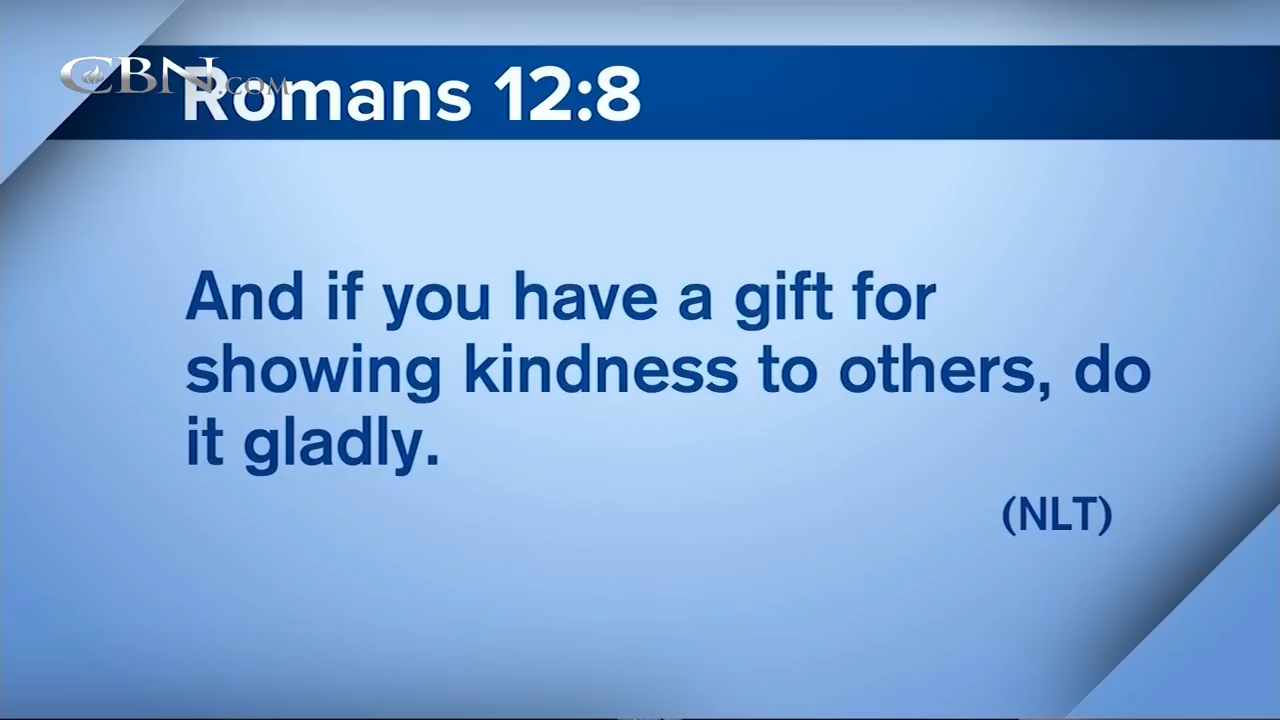 CBN.COM
Romans 12:8
And if you have a gift for
showing kindness to others, do
it gladly.
(NLT)